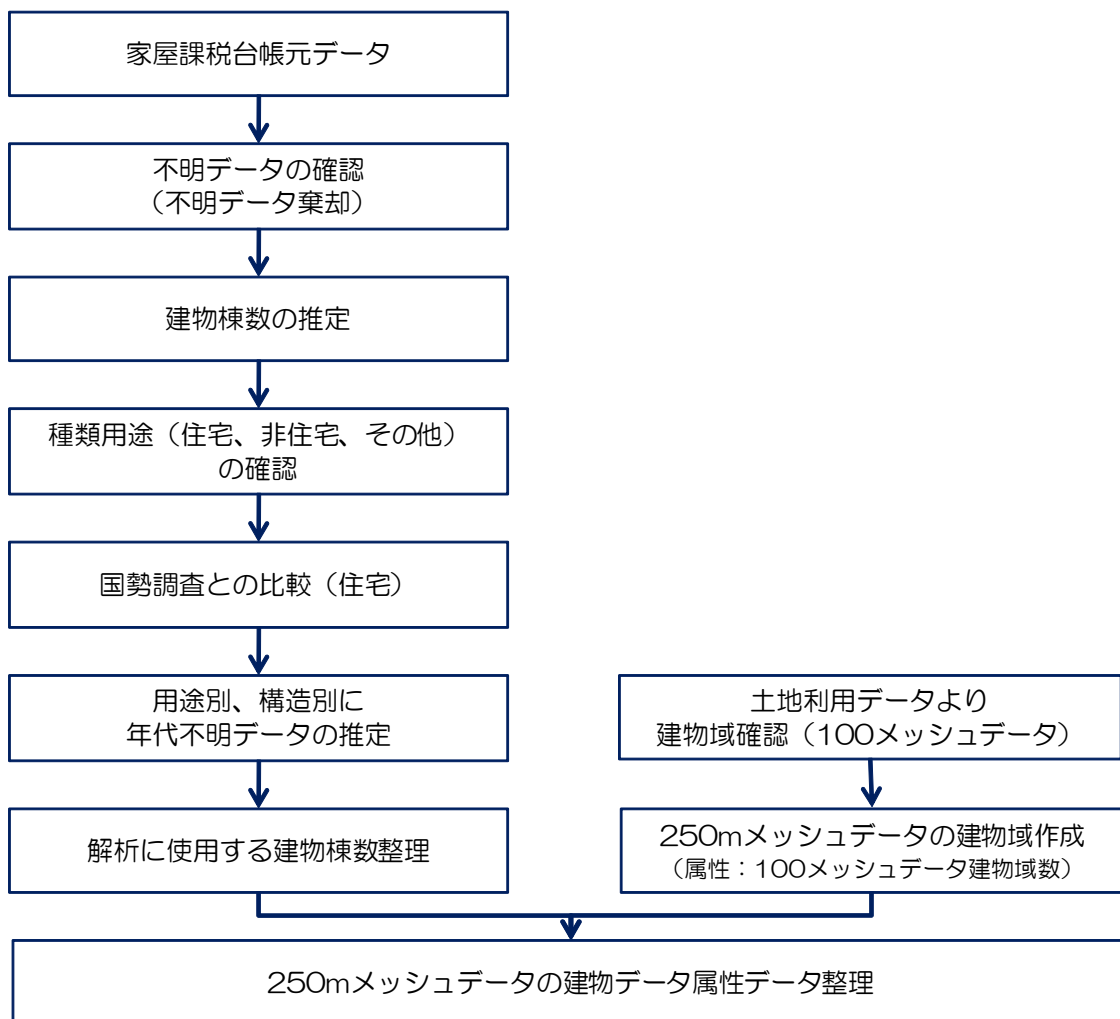 家屋課税台帳元データ
不明データの確認
（不明データ棄却）
建物棟数の推定
種類用途（住宅、非住宅、その他）
の確認
国勢調査との比較（住宅）
用途別、構造別に
年代不明データの推定
解析に使用する建物棟数整理
土地利用データより
建物域確認（100メッシュデータ）
250mメッシュデータの建物域作成
（属性：100メッシュデータ建物域数）
250mメッシュデータの建物データ属性データ整理